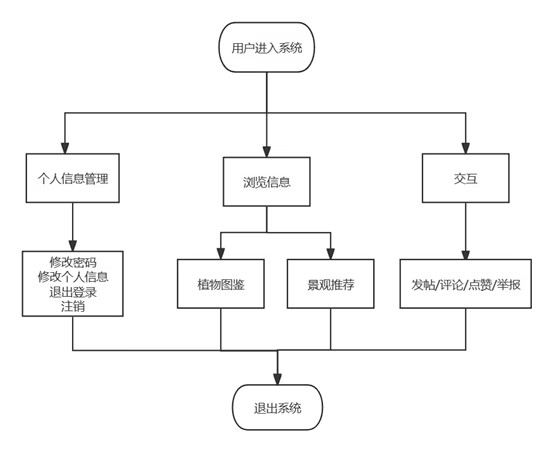 用户进入系统
个人信息管理
浏览信息
交互
修改密码
修改个人信息
退出登录
注销
植物图鉴
景观推荐
发帖/评论/点赞/举报
退出系统